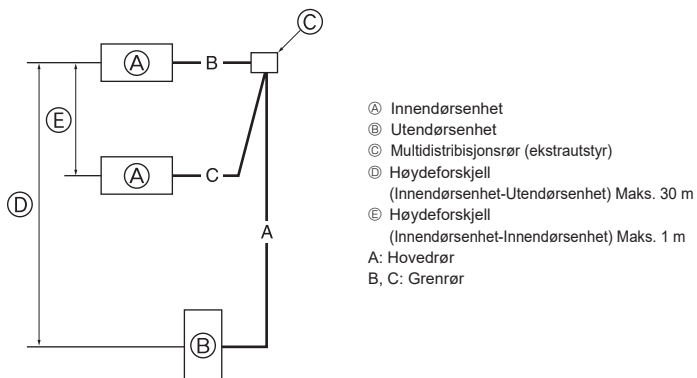 Ⓒ
Ⓐ B
Ⓔ
Ⓐ C
Ⓓ
A
Ⓑ
Ⓐ Innendørsenhet
Ⓑ Utendørsenhet
Ⓒ Multidistribisjonsrør (ekstrautstyr)
Ⓓ Høydeforskjell
(Innendørsenhet-Utendørsenhet) Maks. 30 m
Ⓔ Høydeforskjell
(Innendørsenhet-Innendørsenhet) Maks. 1 m
A: Hovedrør
B, C: Grenrør